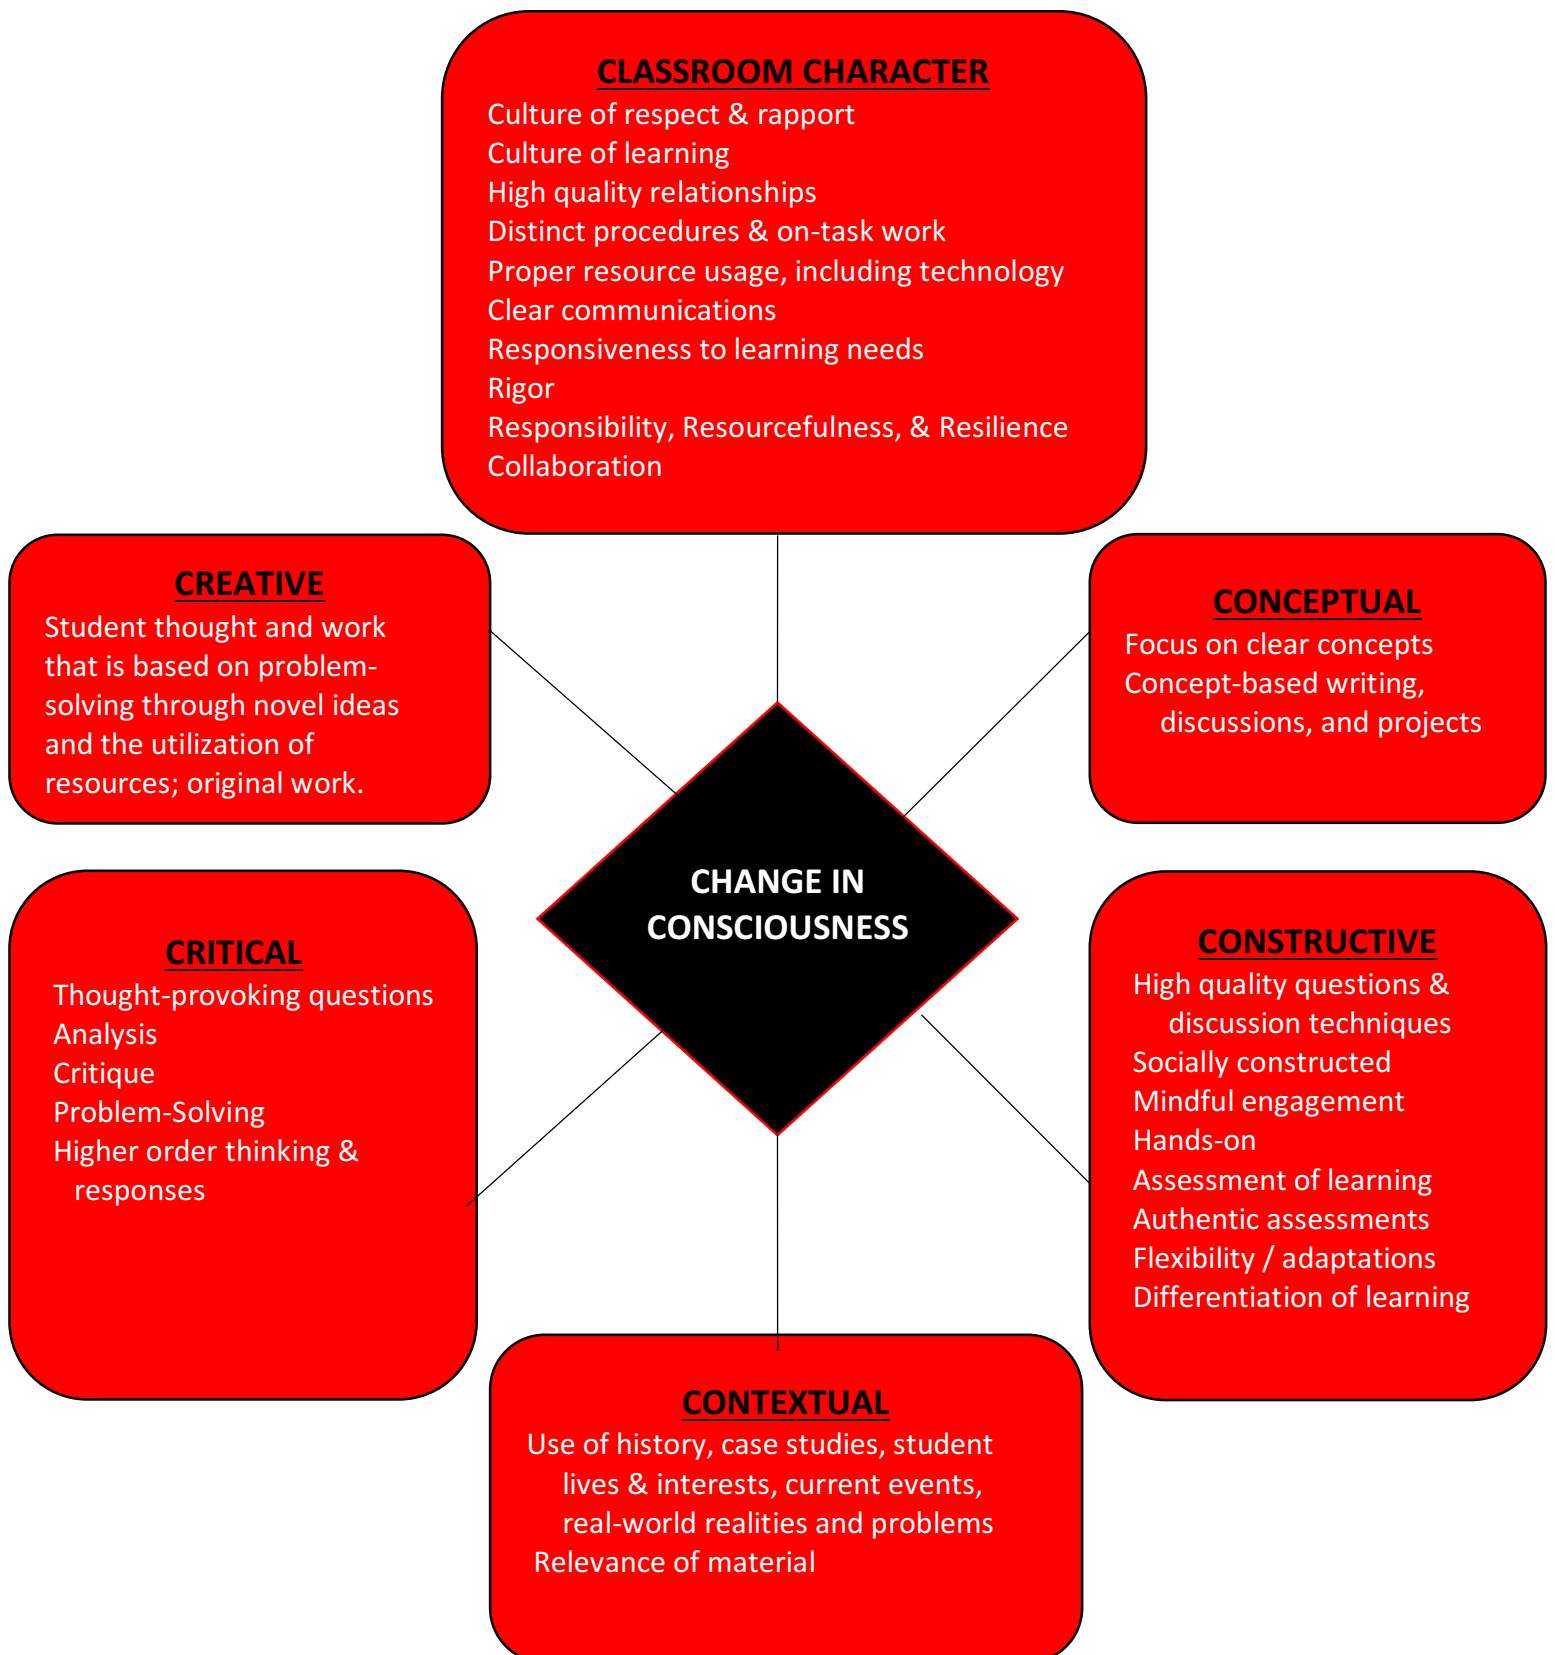 CLASSROOM CHARACTER
Culture of respect & rapport
Culture of learning
High quality relationships
Distinct procedures & on-task work
Proper resource usage, including technology
Clear communications
Responsiveness to learning needs
Rigor
Responsibility, Resourcefulness, & Resilience
Collaboration
CREATIVE
Student thought and work
that is based on problem-
solving through novel ideas
and the utilization of
resources; original work.
CONCEPTUAL
Focus on clear concepts
Concept-based writing,
discussions, and projects
CHANGE IN
CONSCIOUSNESS
CRITICAL
Thought-provoking questions
Analysis
Critique
Problem-Solving
Higher order thinking &
responses
CONSTRUCTIVE
High quality questions &
discussion techniques
Socially constructed
Mindful engagement
Hands-on
Assessment of learning
Authentic assessments
Flexibility / adaptations
Differentiation of learning
CONTEXTUAL
Use of history, case studies, student
lives & interests, current events,
real-world realities and problems
Relevance of material